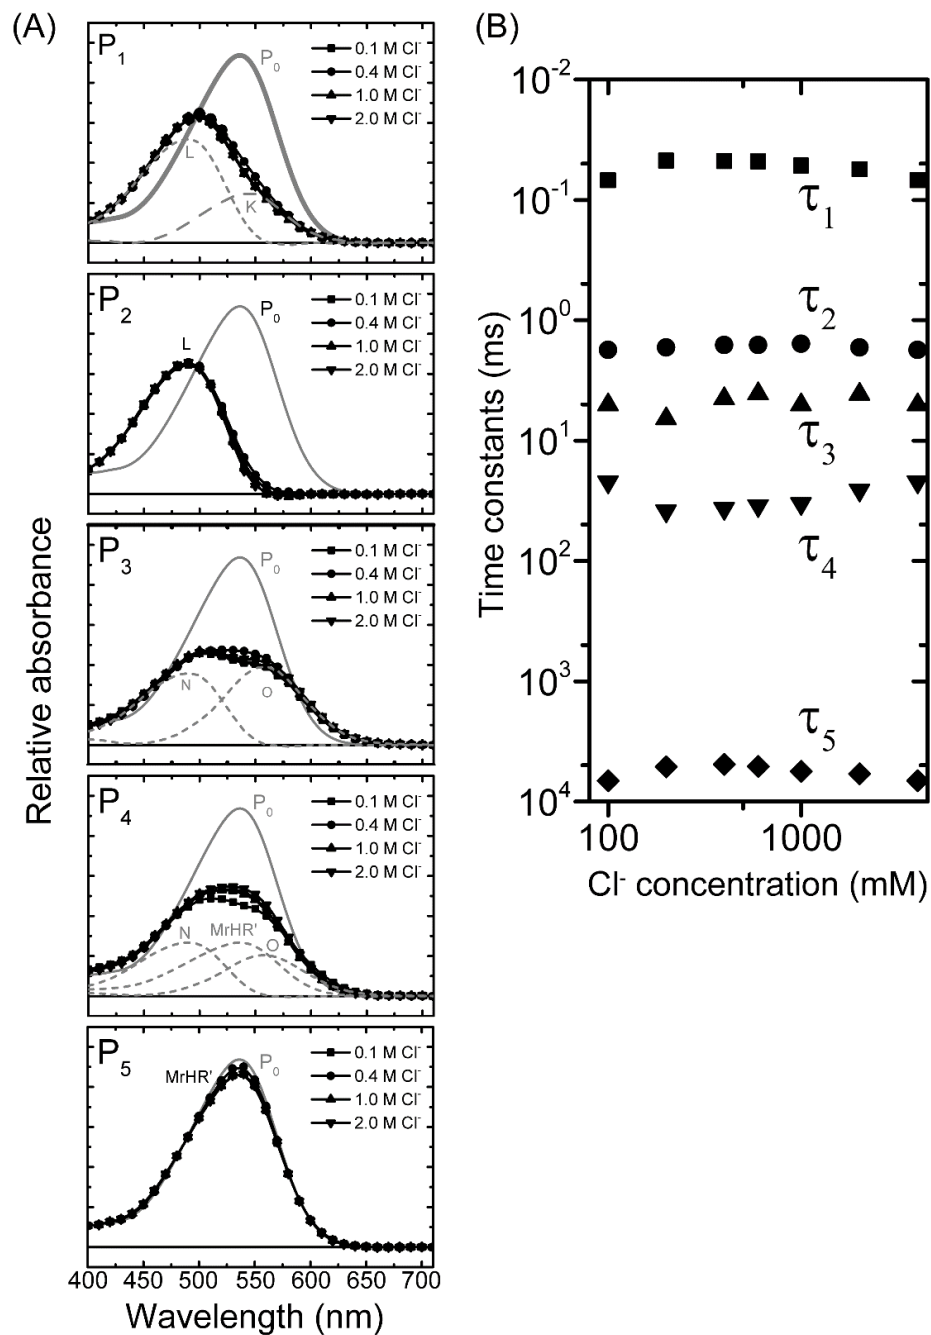 (A)
P1
P0
0.1 M Cl-
0.4 M Cl-
1.0 M Cl-
2.0 M Cl-
L
K
P2
P0
0.1 M Cl-
0.4 M Cl-
1.0 M Cl-
2.0 M Cl-
L
P3
P0
0.1 M Cl-
0.4 M Cl-
1.0 M Cl-
2.0 M Cl-
N
O
P4
P0
0.1 M Cl-
0.4 M Cl-
1.0 M Cl-
2.0 M Cl-
N
MrHR'
O
P5
P0
0.1 M Cl-
0.4 M Cl-
1.0 M Cl-
2.0 M Cl-
MrHR'
400 450 500 550 600 650 700
Wavelength (nm)
Relative absorbance
(B)
10-2
10-1
100
101
102
103
104
τ1
τ2
τ3
τ4
τ5
Time constants (ms)
100 1000
Cl- concentration (mM)